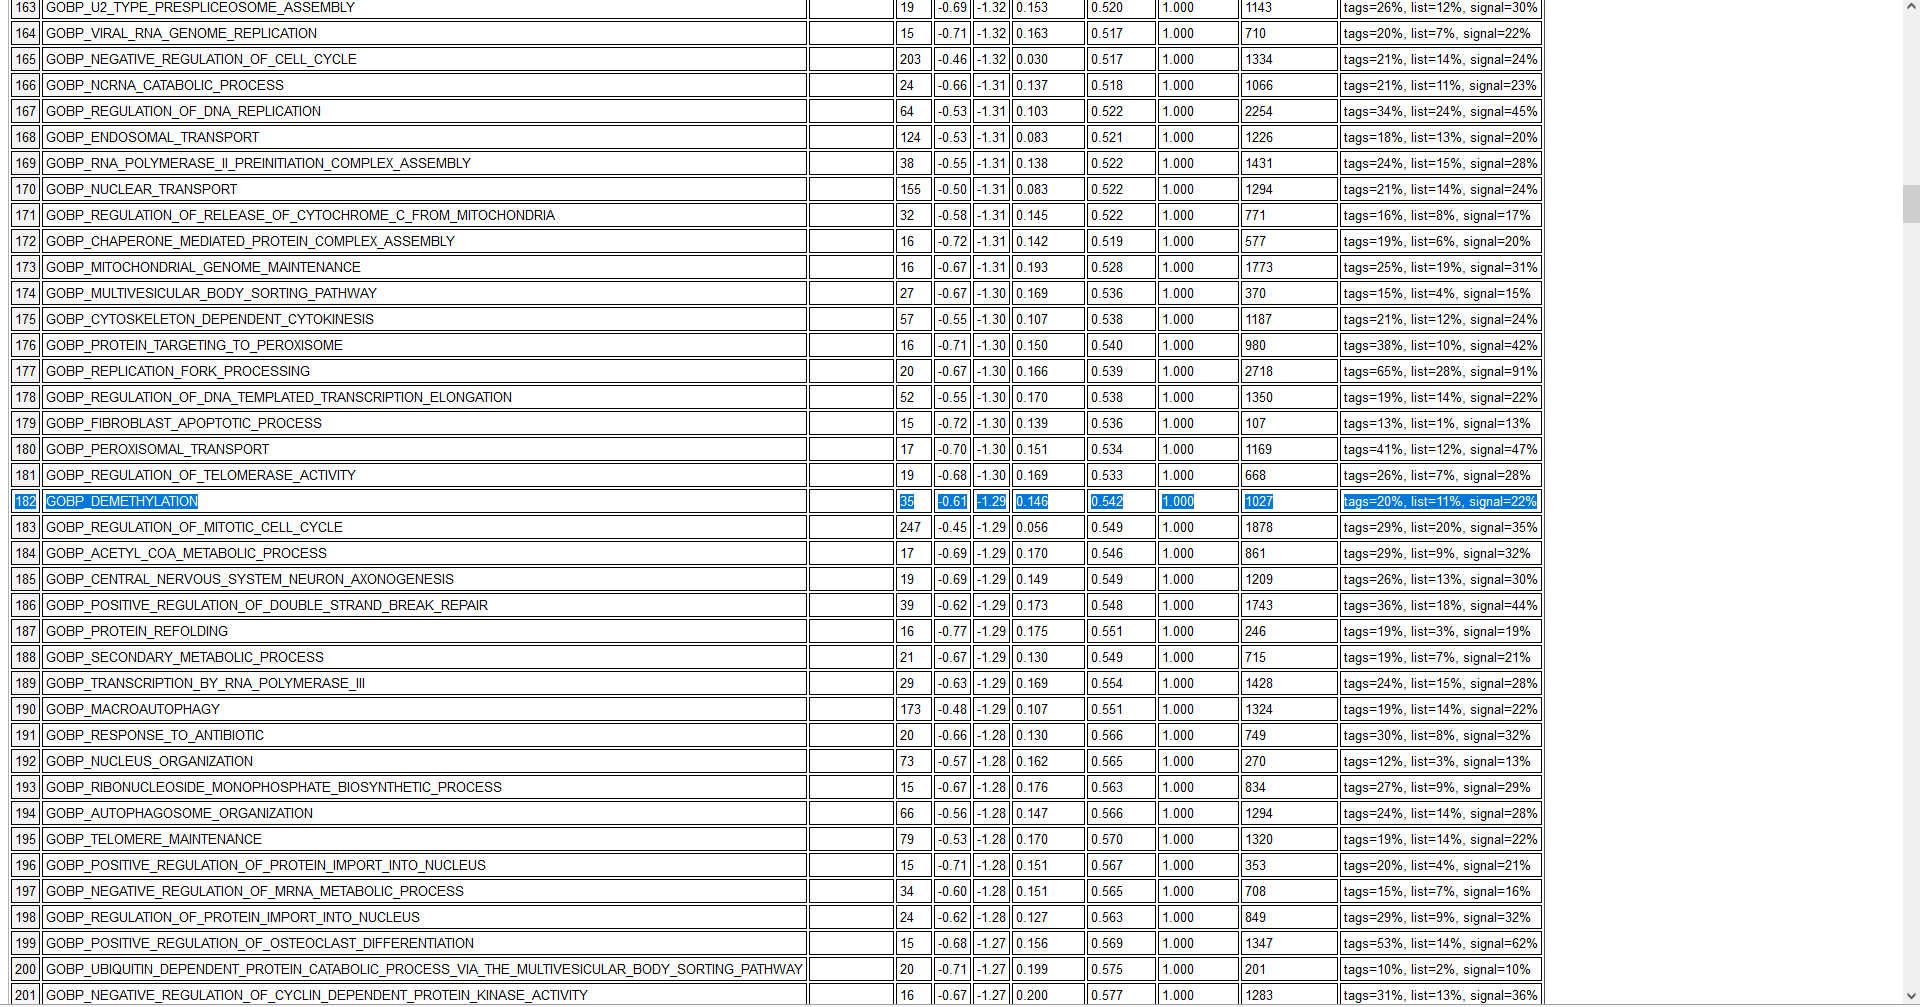 163 GOBP_U2_TYPE_PRESPLICEOSOME_ASSEMBLY 19 -0.69 -1.32 0.153 0.520 1.000 1143 tags=26%, list=12%, signal=30%
164 GOBP_VIRAL_RNA_GENOME_REPLICATION 15 -0.71 -1.32 0.163 0.517 1.000 710 tags=20%, list=7%, signal=22%
165 GOBP_NEGATIVE_REGULATION_OF_CELL_CYCLE 203 -0.46 -1.32 0.030 0.517 1.000 1334 tags=21%, list=14%, signal=24%
166 GOBP_NCRNA_CATABOLIC_PROCESS 24 -0.66 -1.31 0.137 0.518 1.000 1066 tags=21%, list=11%, signal=23%
167 GOBP_REGULATION_OF_DNA_REPLICATION 64 -0.53 -1.31 0.103 0.522 1.000 2254 tags=34%, list=24%, signal=45%
168 GOBP_ENDOSOMAL_TRANSPORT 124 -0.53 -1.31 0.083 0.521 1.000 1226 tags=18%, list=13%, signal=20%
169 GOBP_RNA_POLYMERASE_II_PREINITIATION_COMPLEX_ASSEMBLY 38 -0.55 -1.31 0.138 0.522 1.000 1431 tags=24%, list=15%, signal=28%
170 GOBP_NUCLEAR_TRANSPORT 155 -0.50 -1.31 0.083 0.522 1.000 1294 tags=21%, list=14%, signal=24%
171 GOBP_REGULATION_OF_RELEASE_OF_CYTOCHROME_C_FROM_MITOCHONDRIA 32 -0.58 -1.31 0.145 0.522 1.000 771 tags=16%, list=8%, signal=17%
172 GOBP_CHAPERONE_MEDIATED_PROTEIN_COMPLEX_ASSEMBLY 16 -0.72 -1.31 0.142 0.519 1.000 577 tags=19%, list=6%, signal=20%
173 GOBP_MITOCHONDRIAL_GENOME_MAINTENANCE 16 -0.67 -1.31 0.193 0.528 1.000 1773 tags=25%, list=19%, signal=31%
174 GOBP_MULTIVESICULAR_BODY_SORTING_PATHWAY 27 -0.67 -1.30 0.169 0.536 1.000 370 tags=15%, list=4%, signal=15%
175 GOBP_CYTOSKELETON_DEPENDENT_CYTOKINESIS 57 -0.55 -1.30 0.107 0.538 1.000 1187 tags=21%, list=12%, signal=24%
176 GOBP_PROTEIN_TARGETING_TO_PEROXISOME 16 -0.71 -1.30 0.150 0.540 1.000 980 tags=38%, list=10%, signal=42%
177 GOBP_REPLICATION_FORK_PROCESSING 20 -0.67 -1.30 0.166 0.539 1.000 2718 tags=65%, list=28%, signal=91%
178 GOBP_REGULATION_OF_DNA_TEMPLATED_TRANSCRIPTION_ELONGATION 52 -0.55 -1.30 0.170 0.538 1.000 1350 tags=19%, list=14%, signal=22%
179 GOBP_FIBROBLAST_APOPTOTIC_PROCESS 15 -0.72 -1.30 0.139 0.536 1.000 107 tags=13%, list=1%, signal=13%
180 GOBP_PEROXISOMAL_TRANSPORT 17 -0.70 -1.30 0.151 0.534 1.000 1169 tags=41%, list=12%, signal=47%
181 GOBP_REGULATION_OF_TELOMERASE_ACTIVITY 19 -0.68 -1.30 0.169 0.533 1.000 668 tags=26%, list=7%, signal=28%
182 GOBP_DEMETHYLATION 35 -0.61 -1.29 0.146 0.542 1.000 1027 tags=20%, list=11%, signal=22%
183 GOBP_REGULATION_OF_MITOTIC_CELL_CYCLE 247 -0.45 -1.29 0.056 0.549 1.000 1878 tags=29%, list=20%, signal=35%
184 GOBP_ACETYL_COA_METABOLIC_PROCESS 17 -0.69 -1.29 0.170 0.546 1.000 861 tags=29%, list=9%, signal=32%
185 GOBP_CENTRAL_NERVOUS_SYSTEM_NEURON_AXONOGENESIS 19 -0.69 -1.29 0.149 0.549 1.000 1209 tags=26%, list=13%, signal=30%
186 GOBP_POSITIVE_REGULATION_OF_DOUBLE_STRAND_BREAK_REPAIR 39 -0.62 -1.29 0.173 0.548 1.000 1743 tags=36%, list=18%, signal=44%
187 GOBP_PROTEIN_REFOLDING 16 -0.77 -1.29 0.175 0.551 1.000 246 tags=19%, list=3%, signal=19%
188 GOBP_SECONDARY_METABOLIC_PROCESS 21 -0.67 -1.29 0.130 0.549 1.000 715 tags=19%, list=7%, signal=21%
189 GOBP_TRANSCRIPTION_BY_RNA_POLYMERASE_III 29 -0.63 -1.29 0.169 0.554 1.000 1428 tags=24%, list=15%, signal=28%
190 GOBP_MACROAUTOPHAGY 173 -0.48 -1.29 0.107 0.551 1.000 1324 tags=19%, list=14%, signal=22%
191 GOBP_RESPONSE_TO_ANTIBIOTIC 20 -0.66 -1.28 0.130 0.566 1.000 749 tags=30%, list=8%, signal=32%
192 GOBP_NUCLEUS_ORGANIZATION 73 -0.57 -1.28 0.162 0.565 1.000 270 tags=12%, list=3%, signal=13%
193 GOBP_RIBONUCLEOSIDE_MONOPHOSPHATE_BIOSYNTHETIC_PROCESS 15 -0.67 -1.28 0.176 0.563 1.000 834 tags=27%, list=9%, signal=29%
194 GOBP_AUTOPHAGOSOME_ORGANIZATION 66 -0.56 -1.28 0.147 0.566 1.000 1294 tags=24%, list=14%, signal=28%
195 GOBP_TELOMERE_MAINTENANCE 79 -0.53 -1.28 0.170 0.570 1.000 1320 tags=19%, list=14%, signal=22%
196 GOBP_POSITIVE_REGULATION_OF_PROTEIN_IMPORT_INTO_NUCLEUS 15 -0.71 -1.28 0.151 0.567 1.000 353 tags=20%, list=4%, signal=21%
197 GOBP_NEGATIVE_REGULATION_OF_MRNA_METABOLIC_PROCESS 34 -0.60 -1.28 0.151 0.565 1.000 708 tags=15%, list=7%, signal=16%
198 GOBP_REGULATION_OF_PROTEIN_IMPORT_INTO_NUCLEUS 24 -0.62 -1.28 0.127 0.563 1.000 849 tags=29%, list=9%, signal=32%
199 GOBP_POSITIVE_REGULATION_OF_OSTEOCLAST_DIFFERENTIATION 15 -0.68 -1.27 0.156 0.569 1.000 1347 tags=53%, list=14%, signal=62%
200 GOBP_UBIQUITIN_DEPENDENT_PROTEIN_CATABOLIC_PROCESS_VIA_THE_MULTIVESICULAR_BODY_SORTING_PATHWAY 20 -0.71 -1.27 0.199 0.575 1.000 201 tags=10%, list=2%, signal=10%
201 GOBP_NEGATIVE_REGULATION_OF_CYCLIN_DEPENDENT_PROTEIN_KINASE_ACTIVITY 16 -0.67 -1.27 0.200 0.577 1.000 1283 tags=31%, list=13%, signal=36%